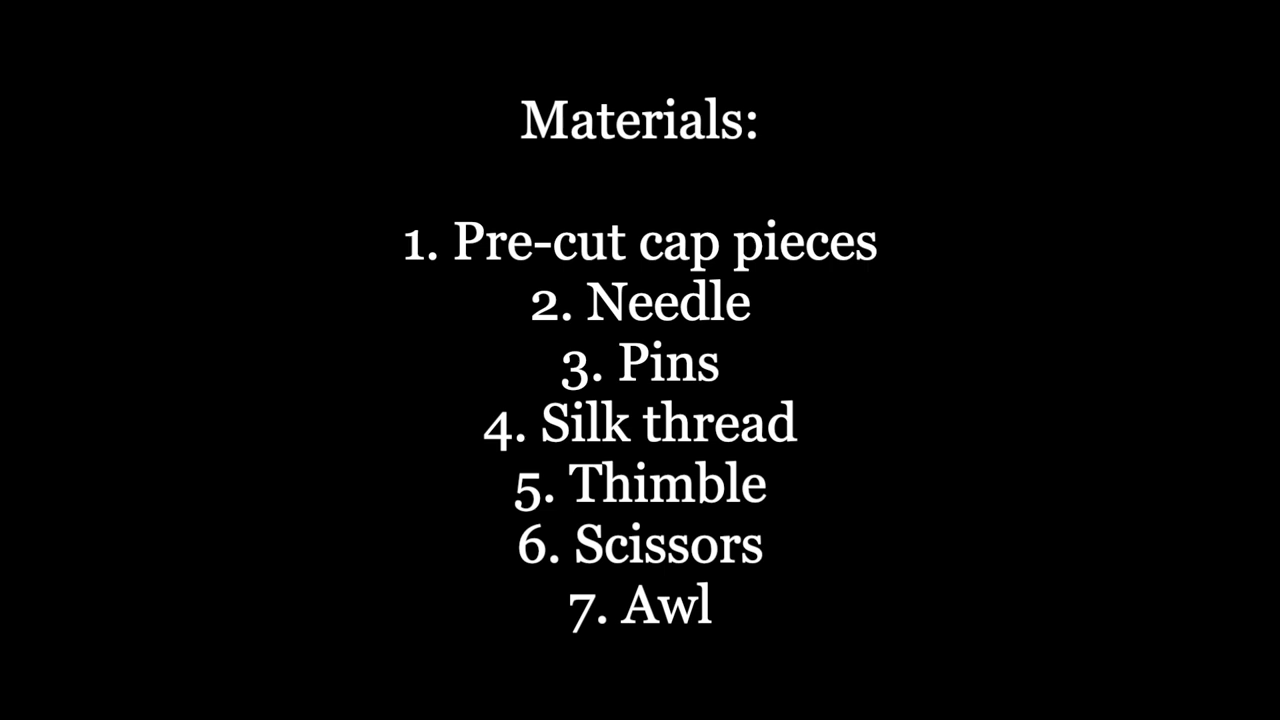 Materials:
1. Pre-cut cap pieces
2. Needle
3. Pins
4. Silk thread
5. Thimble
6. Scissors
7. Awl